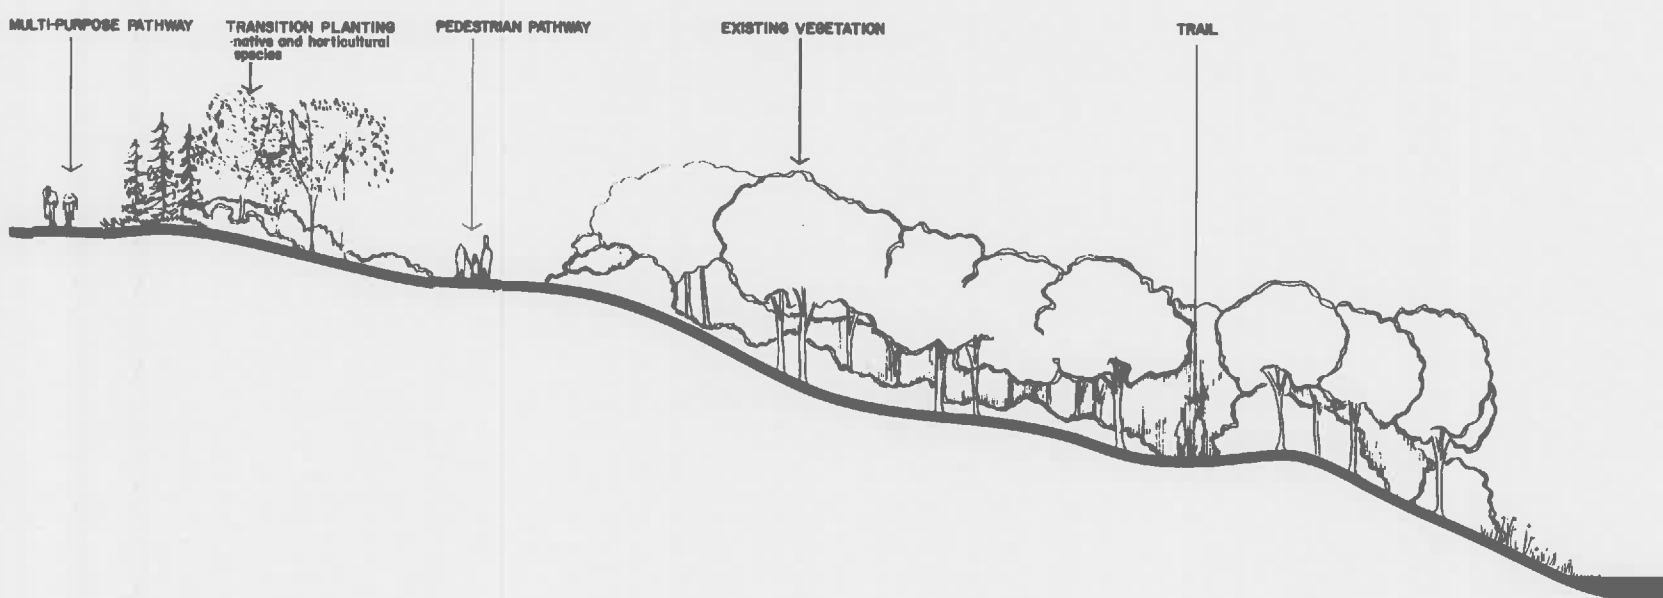 MULTI-PURPOSE PATHWAY
TRANSITION PLANTING
-native and horticultural
species
PEDESTRIAN PATHWAY
EXISTING VEGETATION
TRAIL